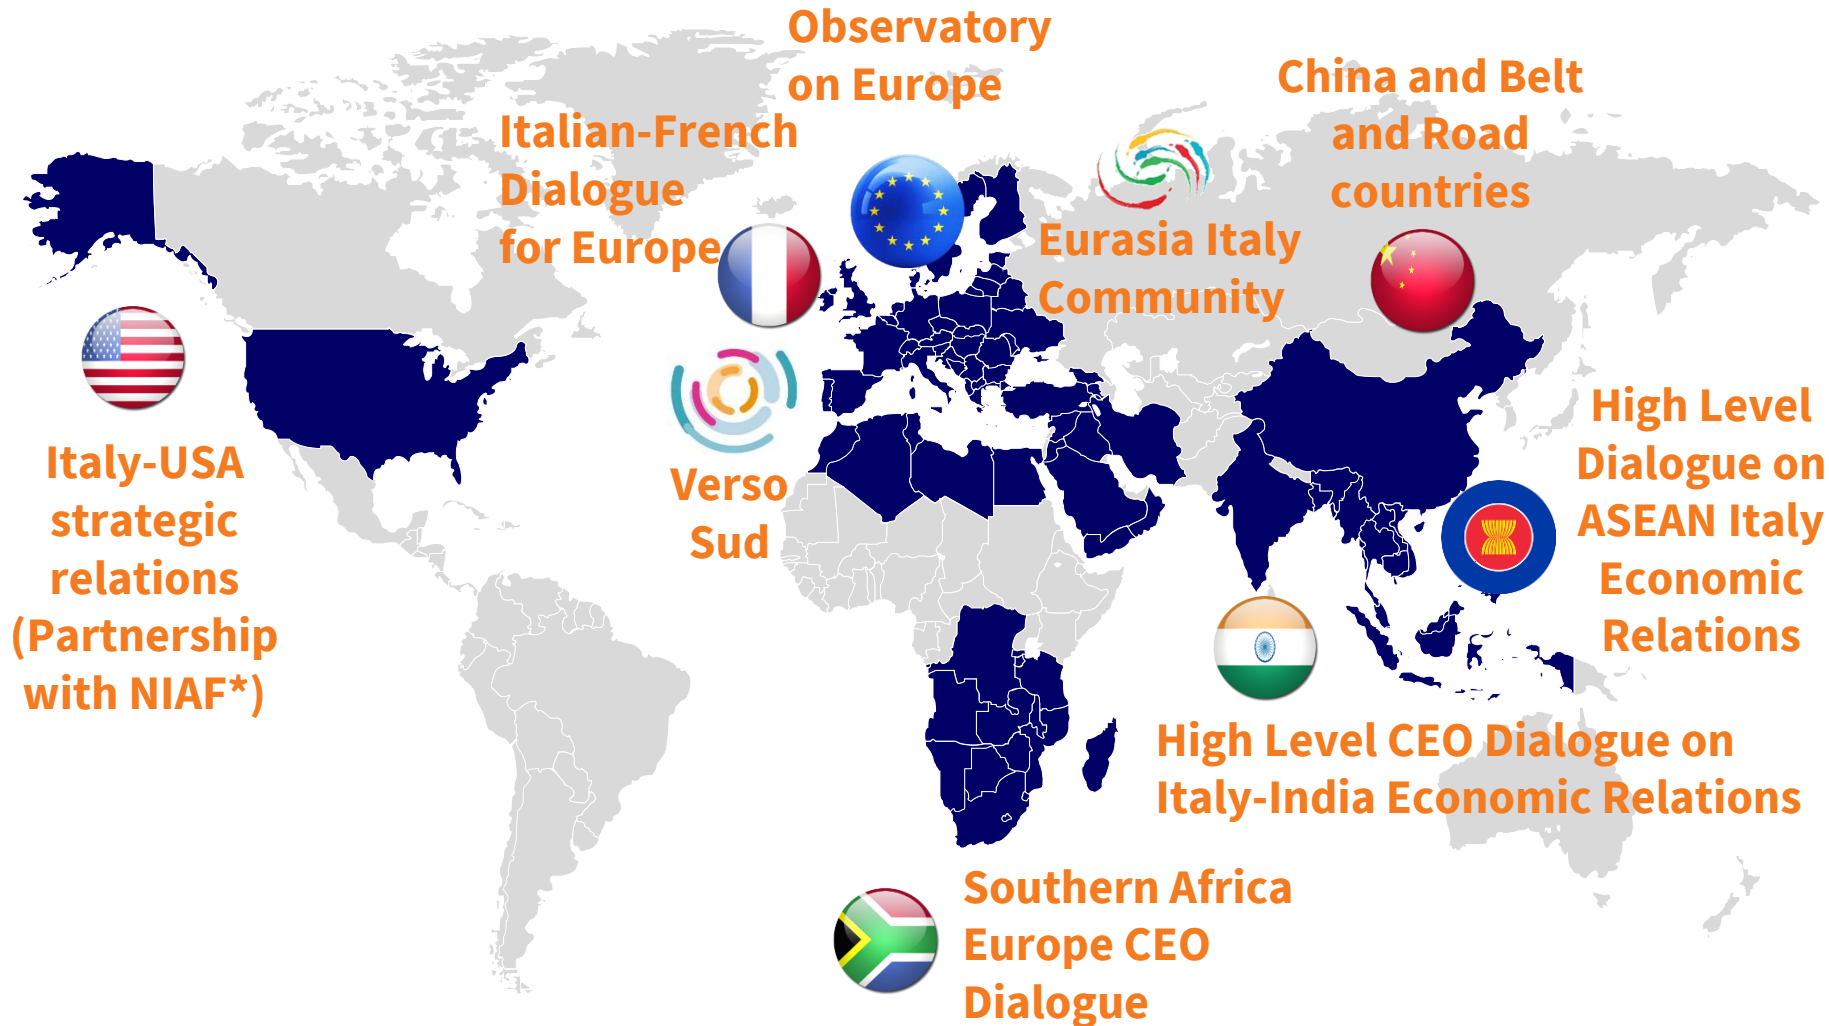 Observatory
on Europe
Italian-French
Dialogue
for Europe
China and Belt
and Road
countries
Eurasia Italy
Community
Italy-USA
strategic
relations
(Partnership
with NIAF*)
Verso
Sud
High Level
Dialogue on
ASEAN Italy
Economic
Relations
High Level CEO Dialogue on
Italy-India Economic Relations
Southern Africa
Europe CEO
Dialogue